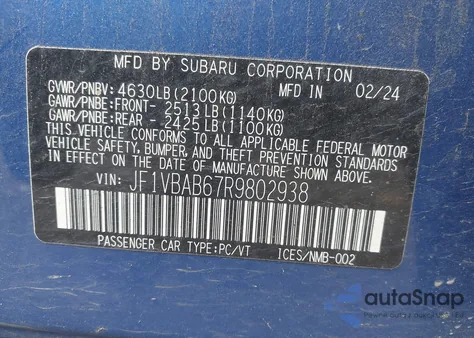 MFD BY SUBARU CORPORATION
GVWR/PNBV: 4630LB(2100KG) MFD IN 02/24
GAWR/PNBE:FRONT- 2513LB(1140KG)
GAWR/PNBE:REAR - 2425LB(1100KG)
THIS VEHICLE CONFORMS TO ALL APPLICABLE FEDERAL MOTOR
VEHICLE SAFETY, BUMPER, AND THEFT PREVENTION STANDARDS
IN EFFECT ON THE DATE OF MANUFACTURE SHOWN ABOVE.
VIN: JF1VBAB67R9802938
PASSENGER CAR TYPE:PC/VT ICES/NMB-002
autoSnap